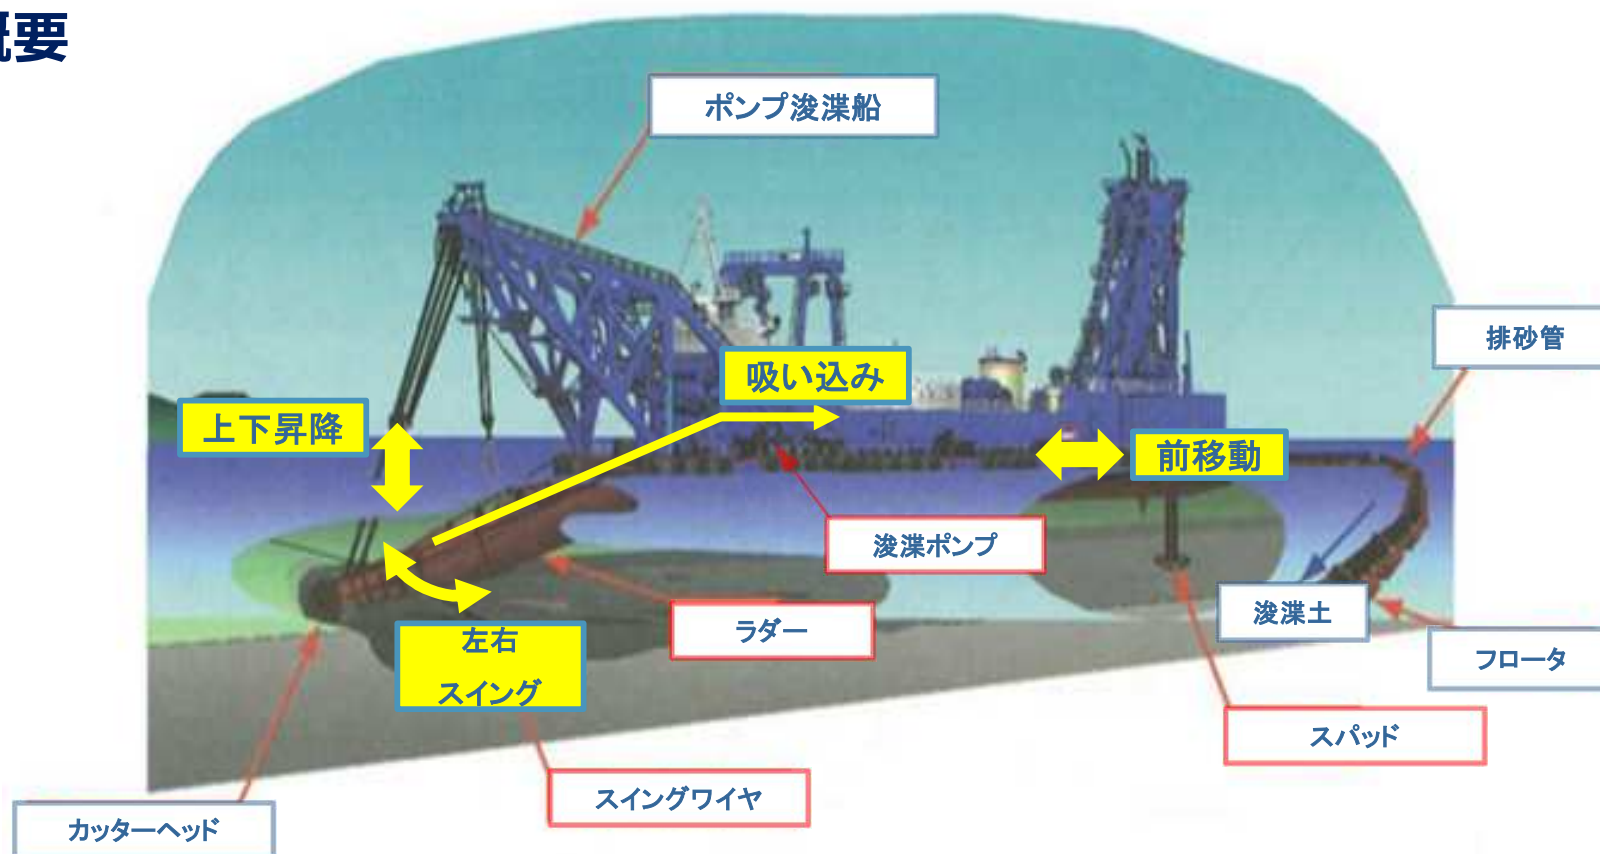 概要
ポンプ浚渫船
排砂管
吸い込み
上下昇降
前移動
浚渫ポンプ
浚渫土
ラダー
左右
スイング
フロータ
スパッド
スイングワイヤ
カッターヘッド